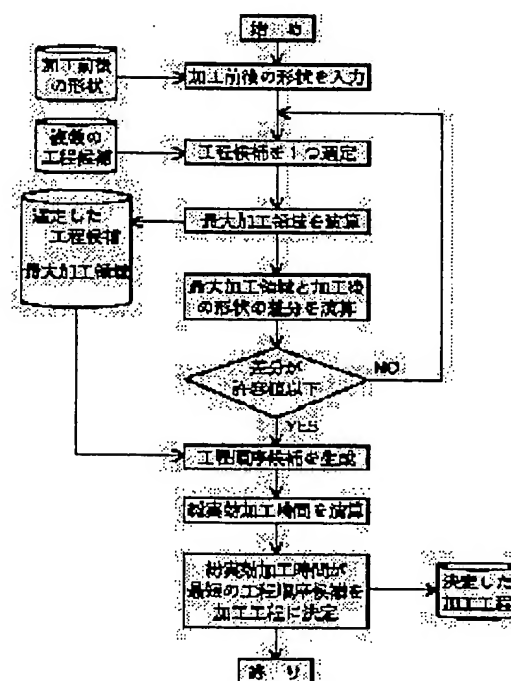 始 め
加工前後
の形状
加工前後の形状を入力
複数の
工程候補
工程候補を1つ選定
選定した
工程候補
最大加工領域
最大加工領域を演算
最大加工領域と加工後
の形状の差分を演算
差分が
許容値以下
NO
YES
工程順序候補を生成
総実効加工時間を演算
総実効加工時間が
最短の工程順序候補を
加工工程に決定
決定した
加工工程
終 り